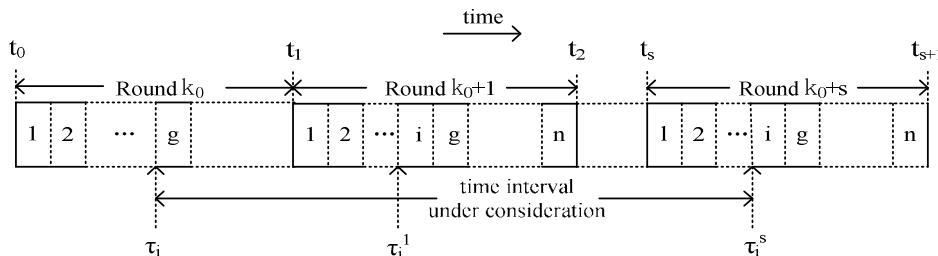 time
t₀ t₁ t₂ tₛ tₛ₊₁
Round k₀ Round k₀+1 Round k₀+s
1 2 ... g 1 2 ... i g n 1 2 ... i g n
time interval
under consideration
τᵢ τᵢ¹ τᵢˢ